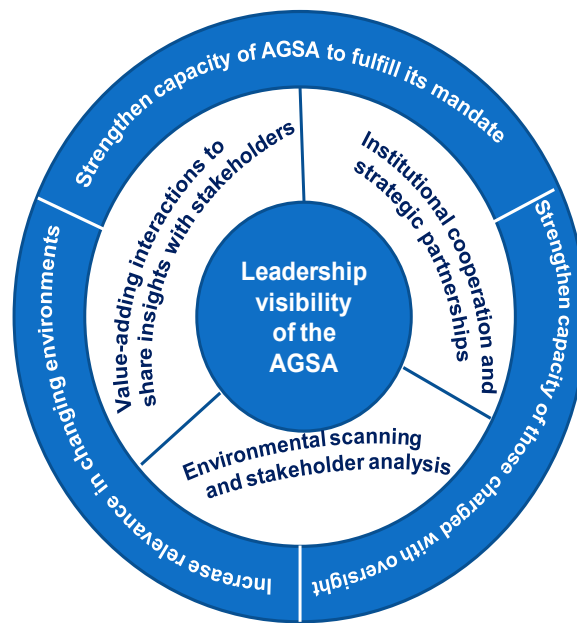 Strengthen capacity of AGSA to fulfill its mandate
Strengthen capacity of those charged with oversight
Increase relevance in changing environments
Value-adding interactions to
share insights with stakeholders
Institutional cooperation and
strategic partnerships
Environmental scanning
and stakeholder analysis
Leadership
visibility
of the
AGSA